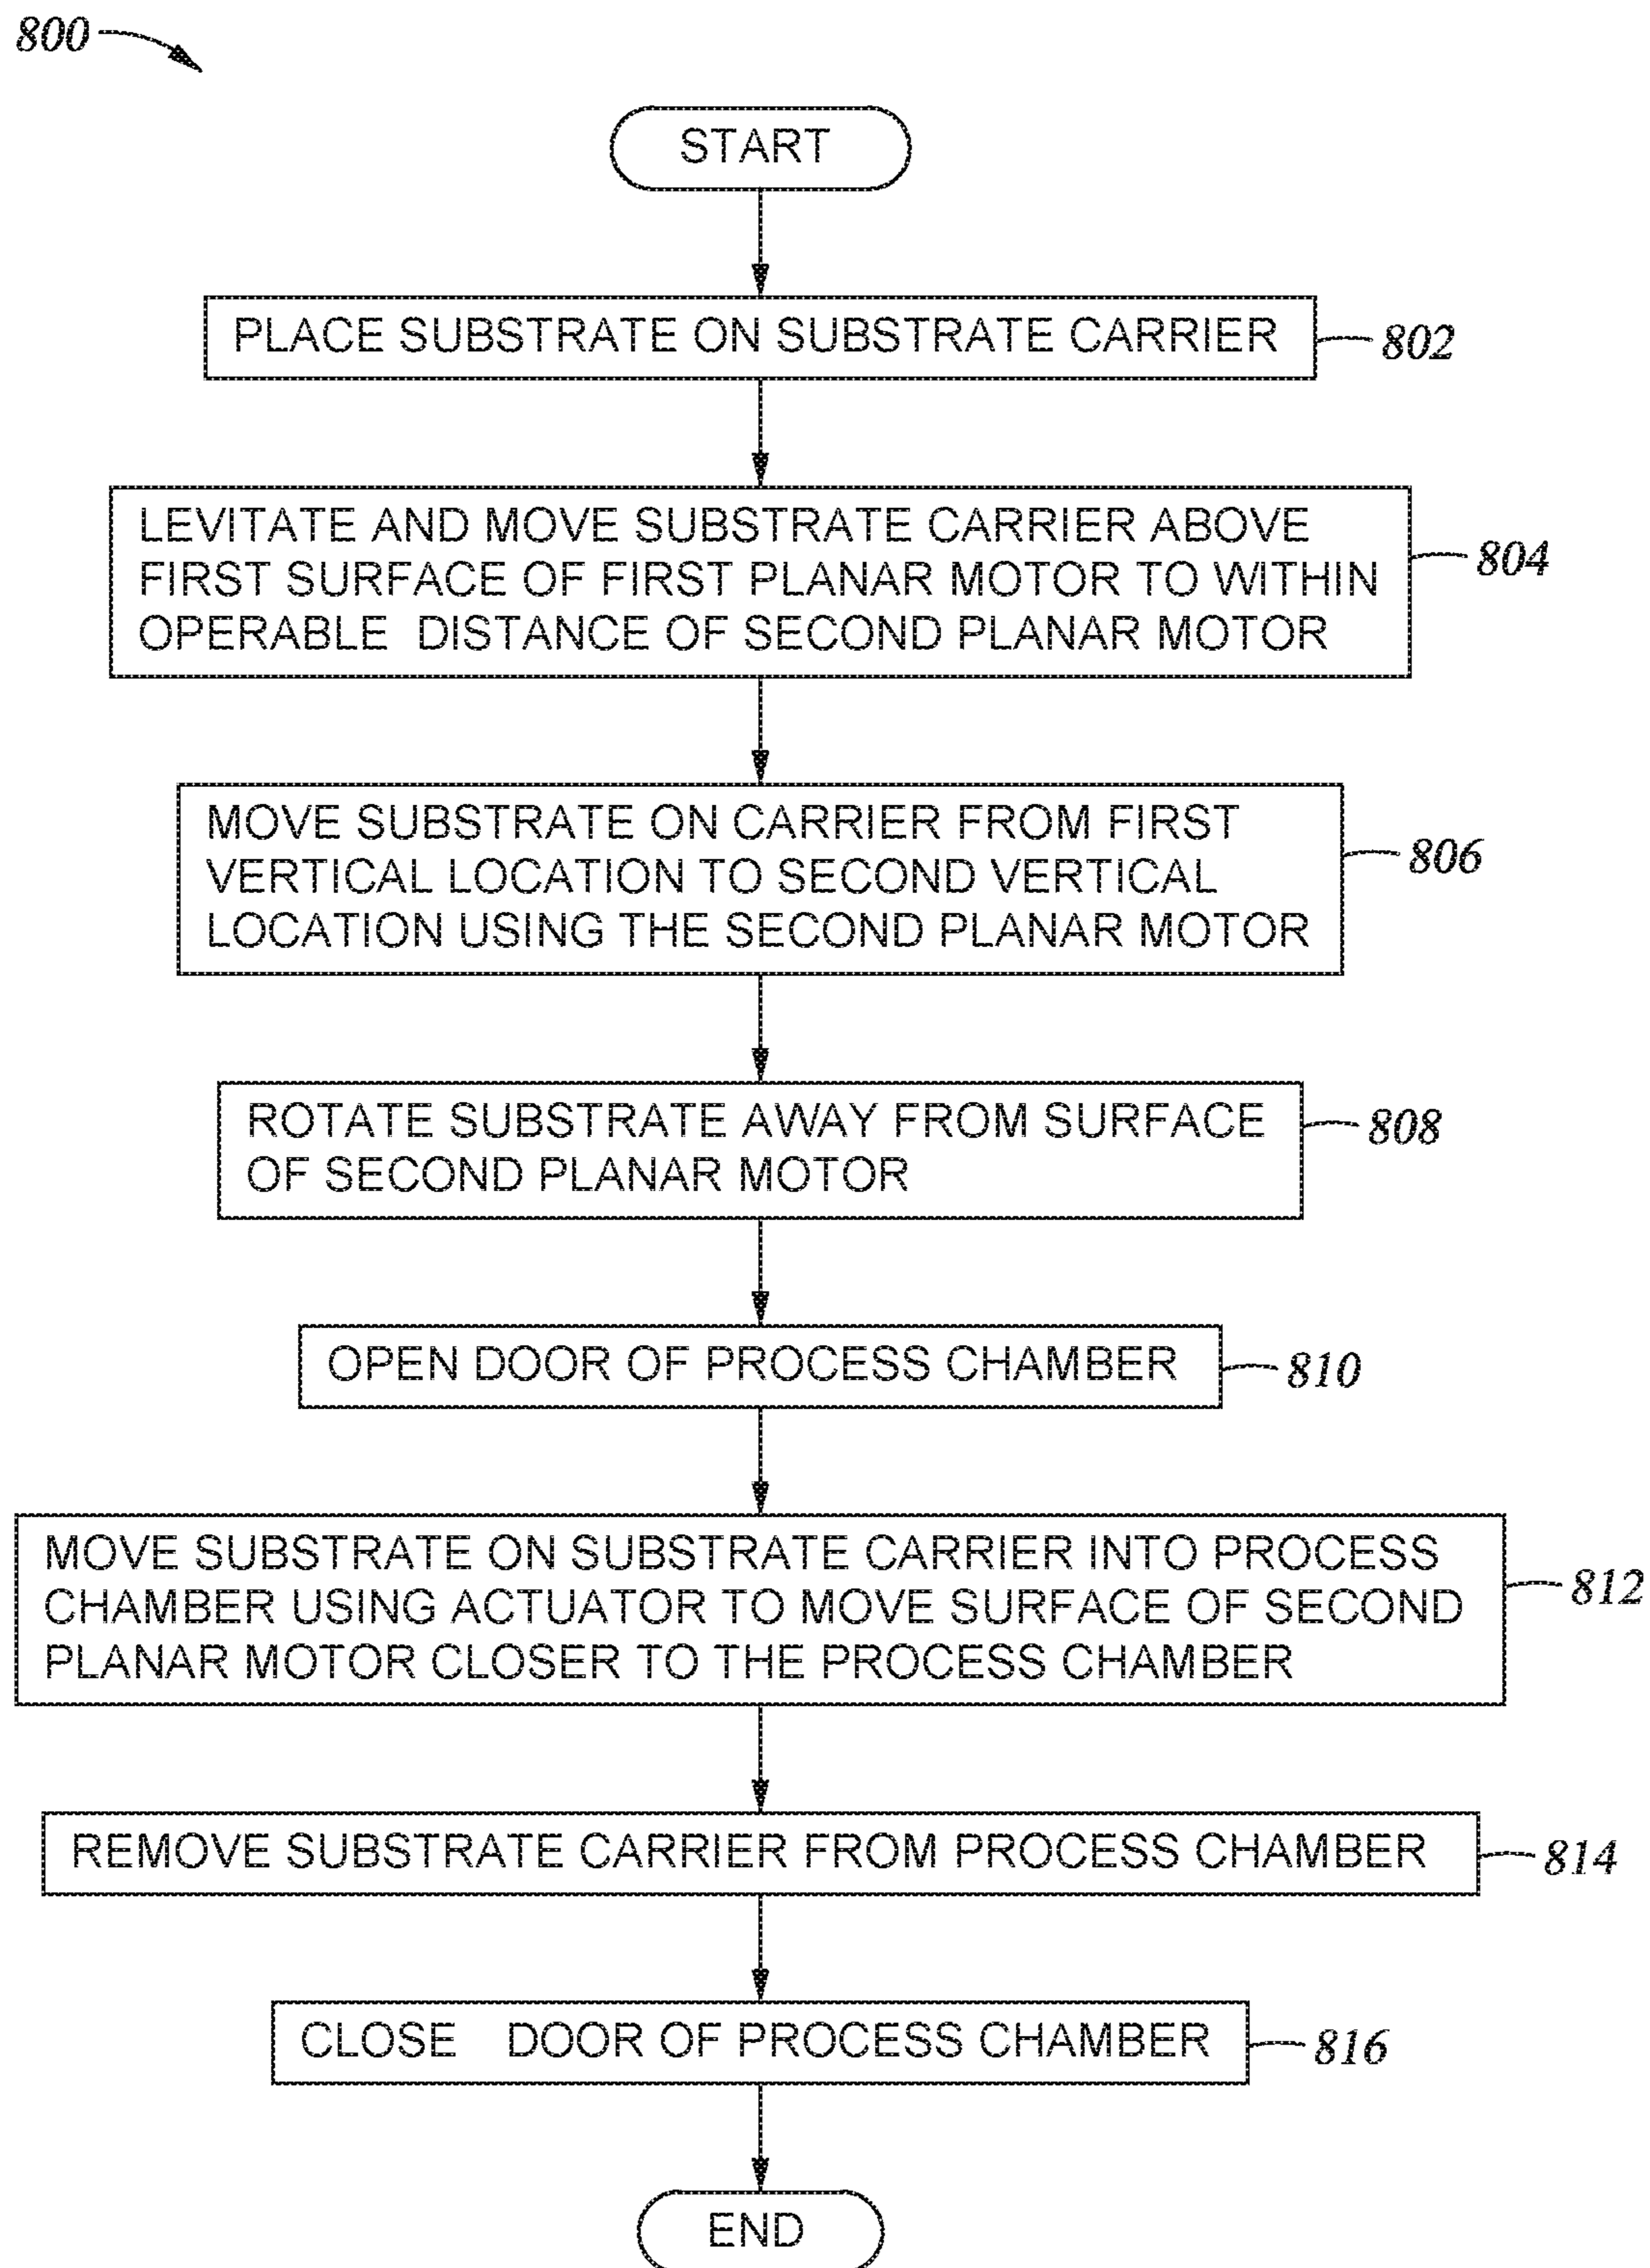 800
START
PLACE SUBSTRATE ON SUBSTRATE CARRIER
802
LEVITATE AND MOVE SUBSTRATE CARRIER ABOVE
FIRST SURFACE OF FIRST PLANAR MOTOR TO WITHIN
OPERABLE DISTANCE OF SECOND PLANAR MOTOR
804
MOVE SUBSTRATE ON CARRIER FROM FIRST
VERTICAL LOCATION TO SECOND VERTICAL
LOCATION USING THE SECOND PLANAR MOTOR
806
ROTATE SUBSTRATE AWAY FROM SURFACE
OF SECOND PLANAR MOTOR
808
OPEN DOOR OF PROCESS CHAMBER
810
MOVE SUBSTRATE ON SUBSTRATE CARRIER INTO PROCESS
CHAMBER USING ACTUATOR TO MOVE SURFACE OF SECOND
PLANAR MOTOR CLOSER TO THE PROCESS CHAMBER
812
REMOVE SUBSTRATE CARRIER FROM PROCESS CHAMBER
814
CLOSE DOOR OF PROCESS CHAMBER
816
END